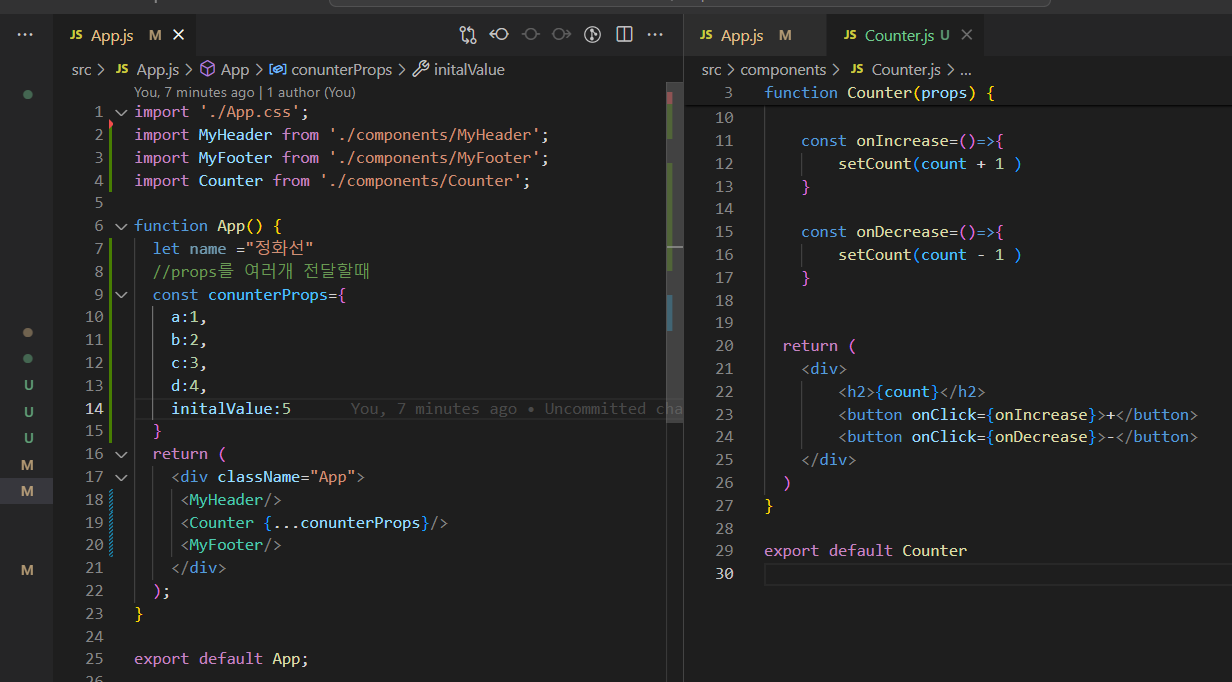 ... JS App.js M ✕ ...
src > JS App.js > App > conunterProps > initalValue
You, 7 minutes ago | 1 author (You)
1 import './App.css';
2 import MyHeader from './components/MyHeader';
3 import MyFooter from './components/MyFooter';
4 import Counter from './components/Counter';
5
6 function App() {
7 let name ="정화선"
8 //props를 여러개 전달할때
9 const conunterProps={
10 a:1,
11 b:2,
12 c:3,
13 d:4,
14 initalValue:5 You, 7 minutes ago • Uncommitted cha
15 }
16 return (
17 <div className="App">
18 <MyHeader/>
19 <Counter {...conunterProps}/>
20 <MyFooter/>
21 </div>
22 );
23 }
24
25 export default App;
26
U
U
U
M
M
M
JS App.js M JS Counter.js U ✕
src > components > JS Counter.js > ...
3 function Counter(props) {
10
11 const onIncrease=()=>{
12 setCount(count + 1 )
13 }
14
15 const onDecrease=()=>{
16 setCount(count - 1 )
17 }
18
19
20 return (
21 <div>
22 <h2>{count}</h2>
23 <button onClick={onIncrease}>+</button>
24 <button onClick={onDecrease}>-</button>
25 </div>
26 )
27 }
28
29 export default Counter
30